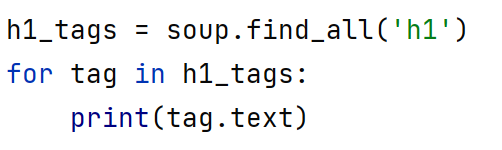 h1_tags = soup.find_all('h1')
for tag in h1_tags:
    print(tag.text)